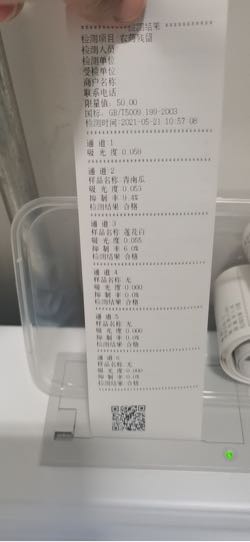 检测结果
检测项目 农药残留
检测人员
检测单位
受检单位
商户名称
联系电话
限量值: 50.00
国标: GB/T5009.199-2003
检测时间:2021-05-21 10:57:08
通 道 1
吸 光 度 0.058
通 道 2
样品名称 青南瓜
吸 光 度 0.053
抑 制 率 9.4%
检测结果 合格
通 道 3
样品名称 莲花白
吸 光 度 0.055
抑 制 率 6.0%
检测结果 合格
通 道 4
样品名称 无
吸 光 度 0.000
抑 制 率 0.0%
检测结果 合格
通 道 5
样品名称 无
吸 光 度 0.000
抑 制 率 0.0%
检测结果 合格
通 道 6
样品名称 无
吸 光 度 0.000
抑 制 率 0.0%
检测结果 合格